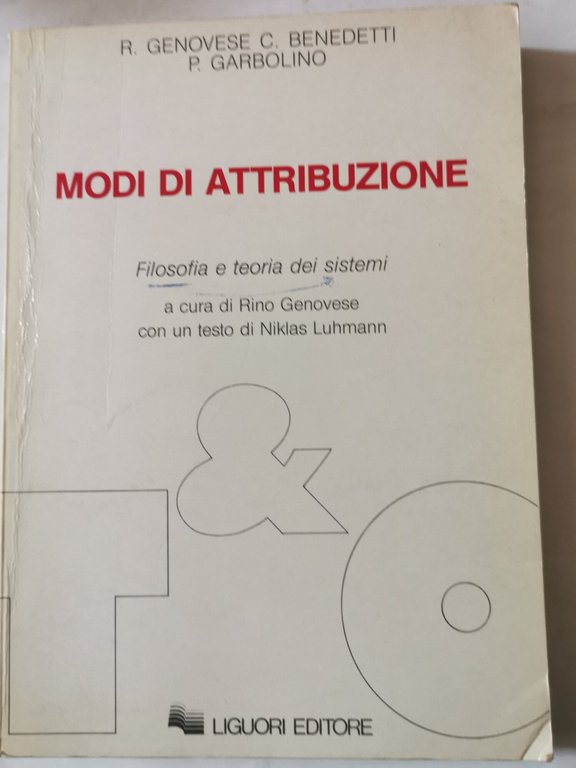 R. GENOVESE C. BENEDETTI
P. GARBOLINO
MODI DI ATTRIBUZIONE
Filosofia e teoria dei sistemi
a cura di Rino Genovese
con un testo di Niklas Luhmann
T & O
LIGUORI EDITORE